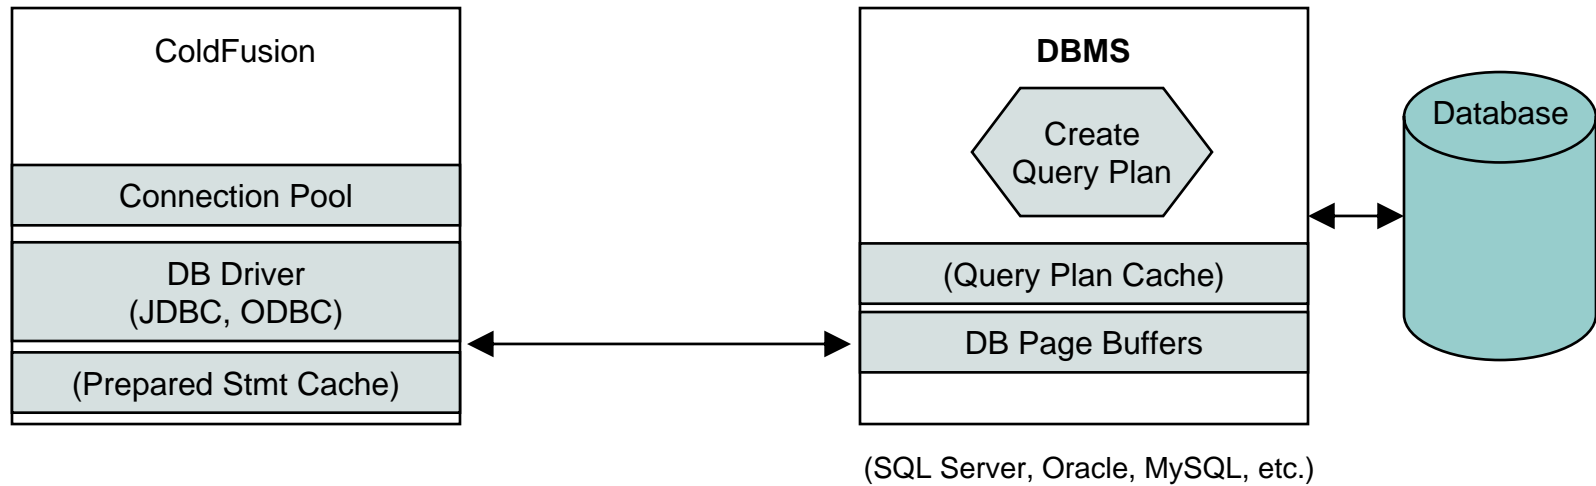 ColdFusion
Connection Pool
DB Driver
(JDBC, ODBC)
(Prepared Stmt Cache)
DBMS
Create
Query Plan
(Query Plan Cache)
DB Page Buffers
(SQL Server, Oracle, MySQL, etc.)
Database